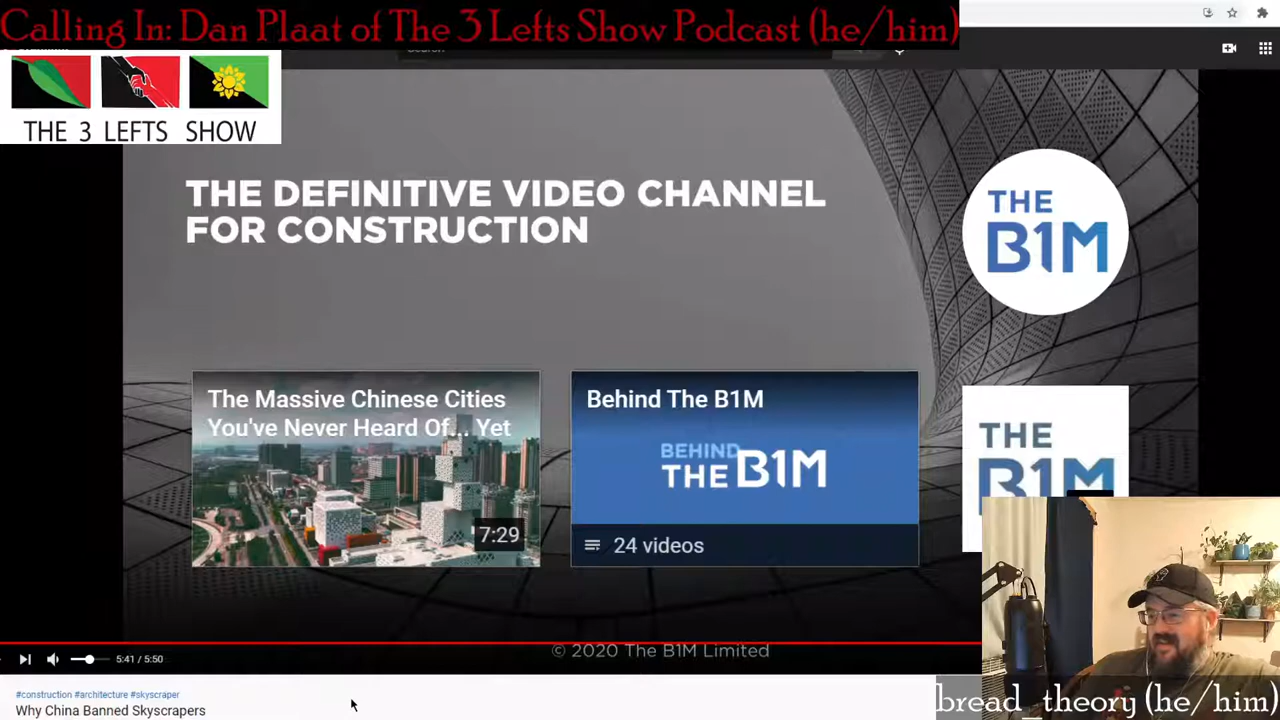 Calling In: Dan Plaat of The 3 Lefts Show Podcast (he/him)
THE 3 LEFTS SHOW
THE DEFINITIVE VIDEO CHANNEL
FOR CONSTRUCTION
THE
B1M
The Massive Chinese Cities
You've Never Heard Of... Yet
7:29
Behind The B1M
BEHIND
THE B1M
24 videos
THE
B1M
© 2020 The B1M Limited
5:41 / 5:50
#construction #architecture #skyscraper
Why China Banned Skyscrapers
bread_theory (he/him)